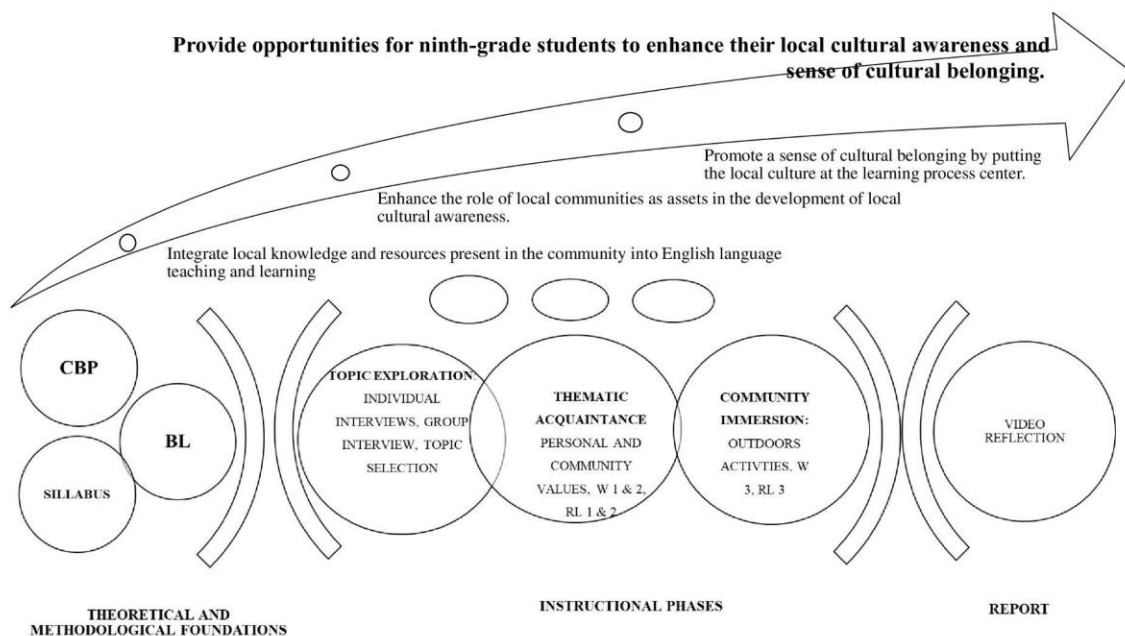 Provide opportunities for ninth-grade students to enhance their local cultural awareness and
sense of cultural belonging.
Promote a sense of cultural belonging by putting
the local culture at the learning process center.
Enhance the role of local communities as assets in the development of local
cultural awareness.
Integrate local knowledge and resources present in the community into English language
teaching and learning
CBP
BL
SILLABUS
TOPIC EXPLORATION:
INDIVIDUAL
INTERVIEWS, GROUP
INTERVIEW, TOPIC
SELECTION
THEMATIC
ACQUAINTANCE
PERSONAL AND
COMMUNITY
VALUES, W 1 & 2,
RL 1 & 2
COMMUNITY
IMMERSION:
OUTDOORS
ACTIVTIES, W
3, RL 3
VIDEO
REFLECTION
THEORETICAL AND
METHODOLOGICAL FOUNDATIONS
INSTRUCTIONAL PHASES
REPORT